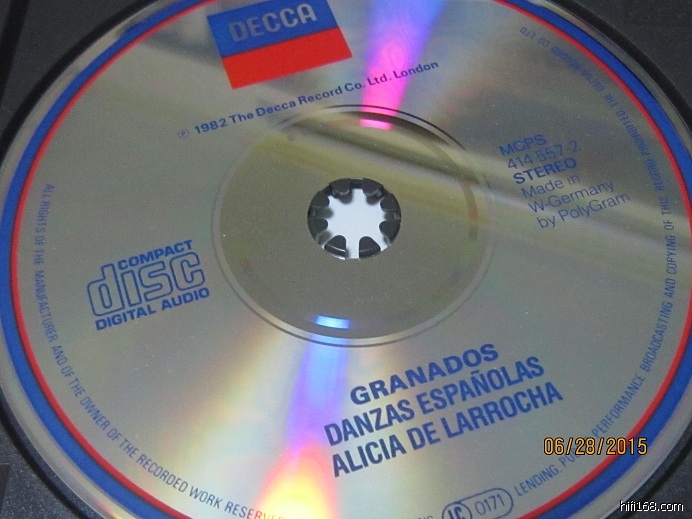 DECCA
℗ 1982 The Decca Record Co. Ltd. London
MCPS
414 557-2
STEREO
Made in
W-Germany
by PolyGram
COMPACT
disc
DIGITAL AUDIO
GRANADOS
DANZAS ESPAÑOLAS
ALICIA DE LARROCHA
LC 0171
ALL RIGHTS OF THE MANUFACTURER AND OF THE OWNER OF THE RECORDED WORK RESERVED
LENDING
PERFORMANCE BROADCASTING AND COPYING OF THIS RECORD PROHIBITED
06/28/2015
hifi168.com